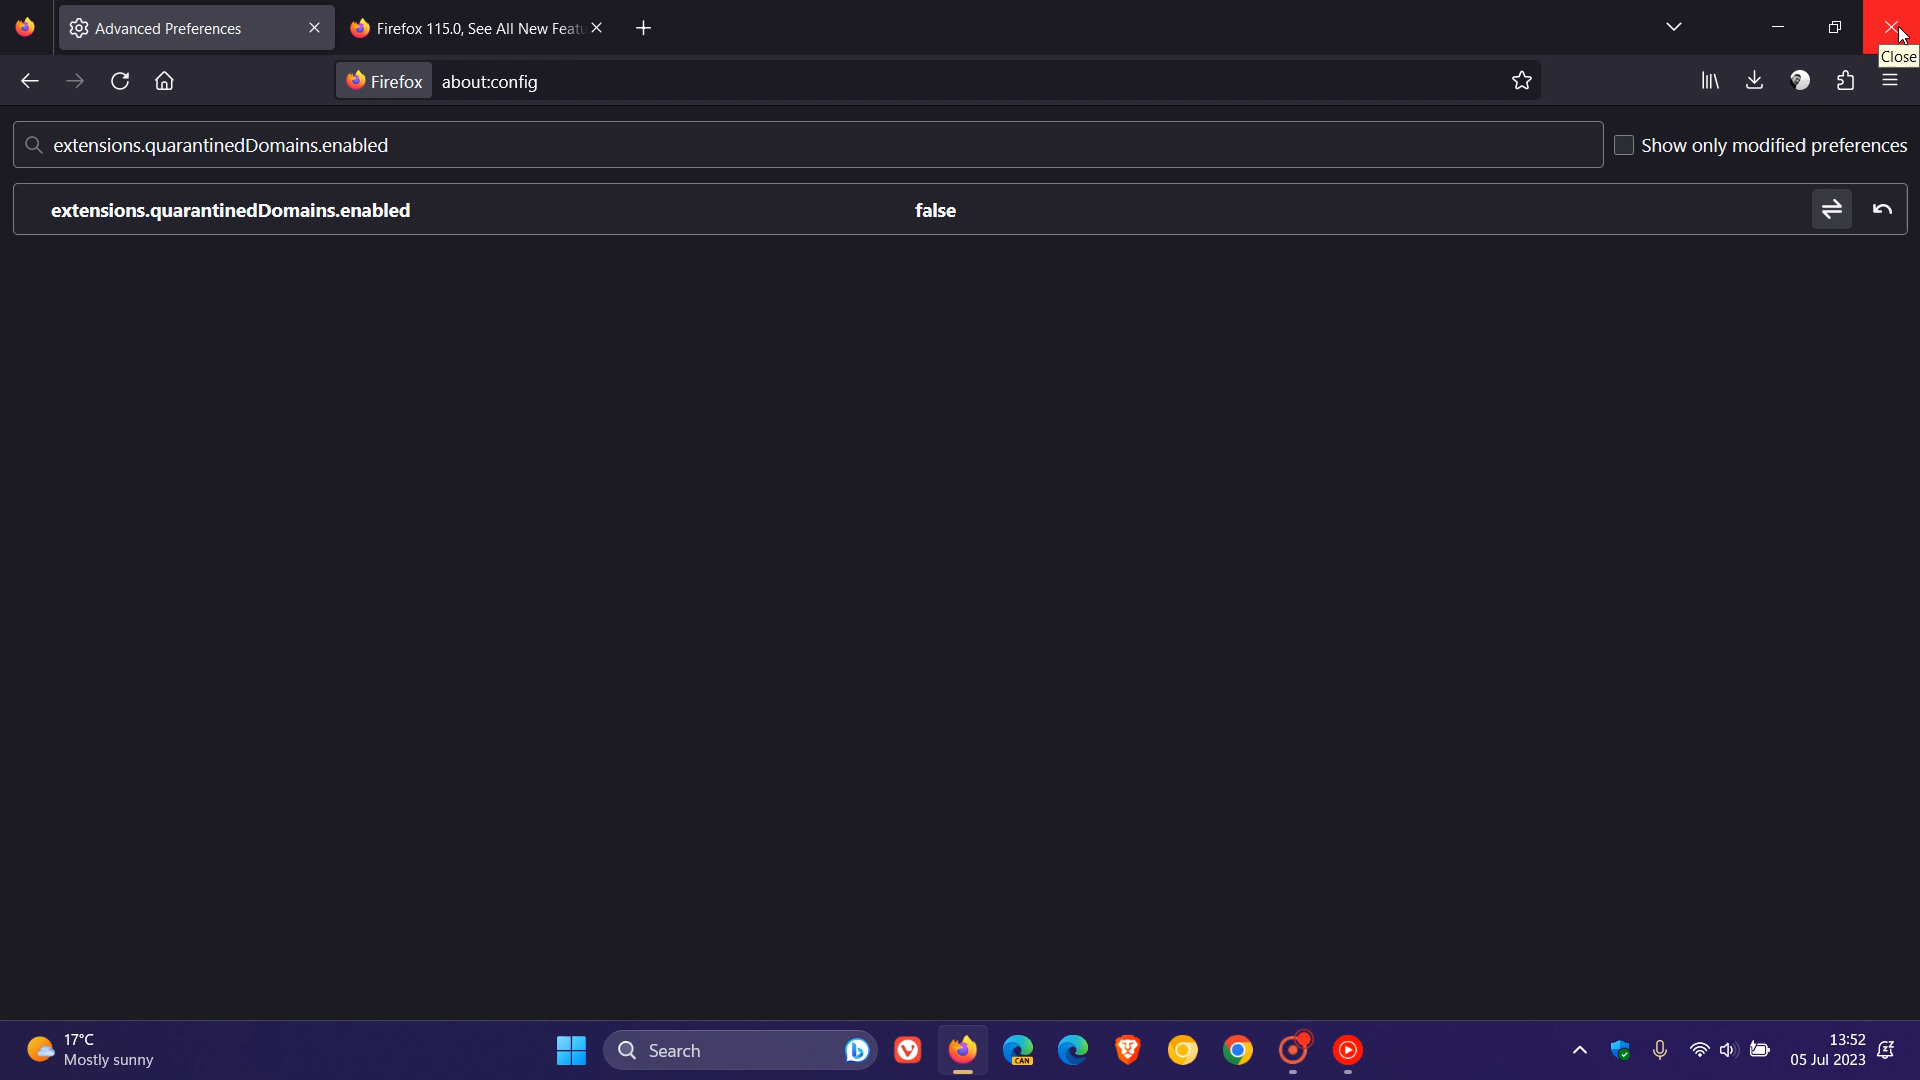 Advanced Preferences
Firefox 115.0, See All New Featu
Close
Firefox
about:config
extensions.quarantinedDomains.enabled
Show only modified preferences
extensions.quarantinedDomains.enabled false
17°C
Mostly sunny
Search
CAN
13:52
05 Jul 2023